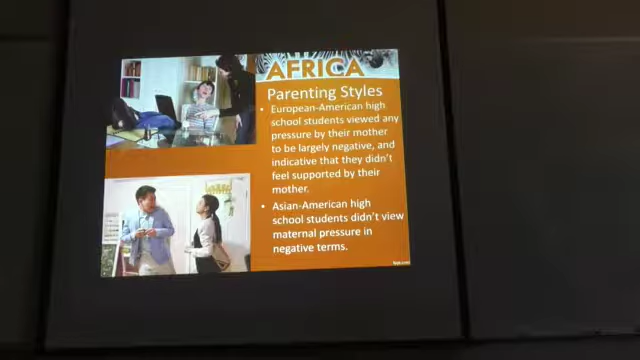 AFRICA
Parenting Styles
• European-American high
school students viewed any
pressure by their mother
to be largely negative, and
indicative that they didn't
feel supported by their
mother.
• Asian-American high
school students didn't view
maternal pressure in
negative terms.